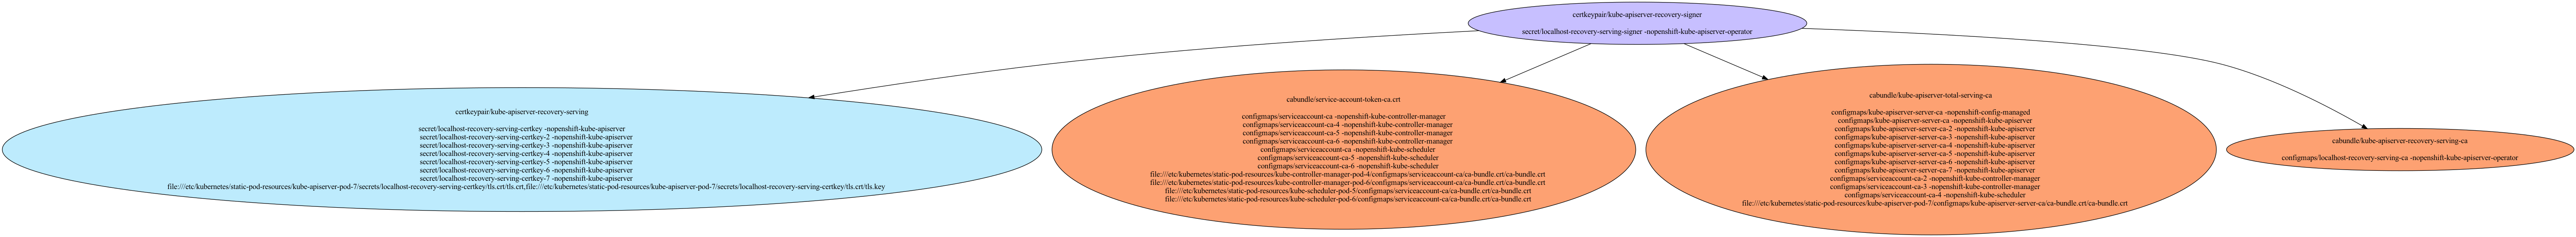 certkeypair/kube-apiserver-recovery-signer
secret/localhost-recovery-serving-signer -nopenshift-kube-apiserver-operator
certkeypair/kube-apiserver-recovery-serving
secret/localhost-recovery-serving-certkey -nopenshift-kube-apiserver
secret/localhost-recovery-serving-certkey-2 -nopenshift-kube-apiserver
secret/localhost-recovery-serving-certkey-3 -nopenshift-kube-apiserver
secret/localhost-recovery-serving-certkey-4 -nopenshift-kube-apiserver
secret/localhost-recovery-serving-certkey-5 -nopenshift-kube-apiserver
secret/localhost-recovery-serving-certkey-6 -nopenshift-kube-apiserver
secret/localhost-recovery-serving-certkey-7 -nopenshift-kube-apiserver
file:///etc/kubernetes/static-pod-resources/kube-apiserver-pod-7/secrets/localhost-recovery-serving-certkey/tls.crt/tls.crt,file:///etc/kubernetes/static-pod-resources/kube-apiserver-pod-7/secrets/localhost-recovery-serving-certkey/tls.crt/tls.key
cabundle/service-account-token-ca.crt
configmaps/serviceaccount-ca -nopenshift-kube-controller-manager
configmaps/serviceaccount-ca-4 -nopenshift-kube-controller-manager
configmaps/serviceaccount-ca-5 -nopenshift-kube-controller-manager
configmaps/serviceaccount-ca-6 -nopenshift-kube-controller-manager
configmaps/serviceaccount-ca -nopenshift-kube-scheduler
configmaps/serviceaccount-ca-5 -nopenshift-kube-scheduler
configmaps/serviceaccount-ca-6 -nopenshift-kube-scheduler
file:///etc/kubernetes/static-pod-resources/kube-controller-manager-pod-4/configmaps/serviceaccount-ca/ca-bundle.crt/ca-bundle.crt
file:///etc/kubernetes/static-pod-resources/kube-controller-manager-pod-6/configmaps/serviceaccount-ca/ca-bundle.crt/ca-bundle.crt
file:///etc/kubernetes/static-pod-resources/kube-scheduler-pod-5/configmaps/serviceaccount-ca/ca-bundle.crt/ca-bundle.crt
file:///etc/kubernetes/static-pod-resources/kube-scheduler-pod-6/configmaps/serviceaccount-ca/ca-bundle.crt/ca-bundle.crt
cabundle/kube-apiserver-total-serving-ca
configmaps/kube-apiserver-server-ca -nopenshift-config-managed
configmaps/kube-apiserver-server-ca -nopenshift-kube-apiserver
configmaps/kube-apiserver-server-ca-2 -nopenshift-kube-apiserver
configmaps/kube-apiserver-server-ca-3 -nopenshift-kube-apiserver
configmaps/kube-apiserver-server-ca-4 -nopenshift-kube-apiserver
configmaps/kube-apiserver-server-ca-5 -nopenshift-kube-apiserver
configmaps/kube-apiserver-server-ca-6 -nopenshift-kube-apiserver
configmaps/kube-apiserver-server-ca-7 -nopenshift-kube-apiserver
configmaps/serviceaccount-ca-2 -nopenshift-kube-controller-manager
configmaps/serviceaccount-ca-3 -nopenshift-kube-controller-manager
configmaps/serviceaccount-ca-4 -nopenshift-kube-scheduler
file:///etc/kubernetes/static-pod-resources/kube-apiserver-pod-7/configmaps/kube-apiserver-server-ca/ca-bundle.crt/ca-bundle.crt
cabundle/kube-apiserver-recovery-serving-ca
configmaps/localhost-recovery-serving-ca -nopenshift-kube-apiserver-operator